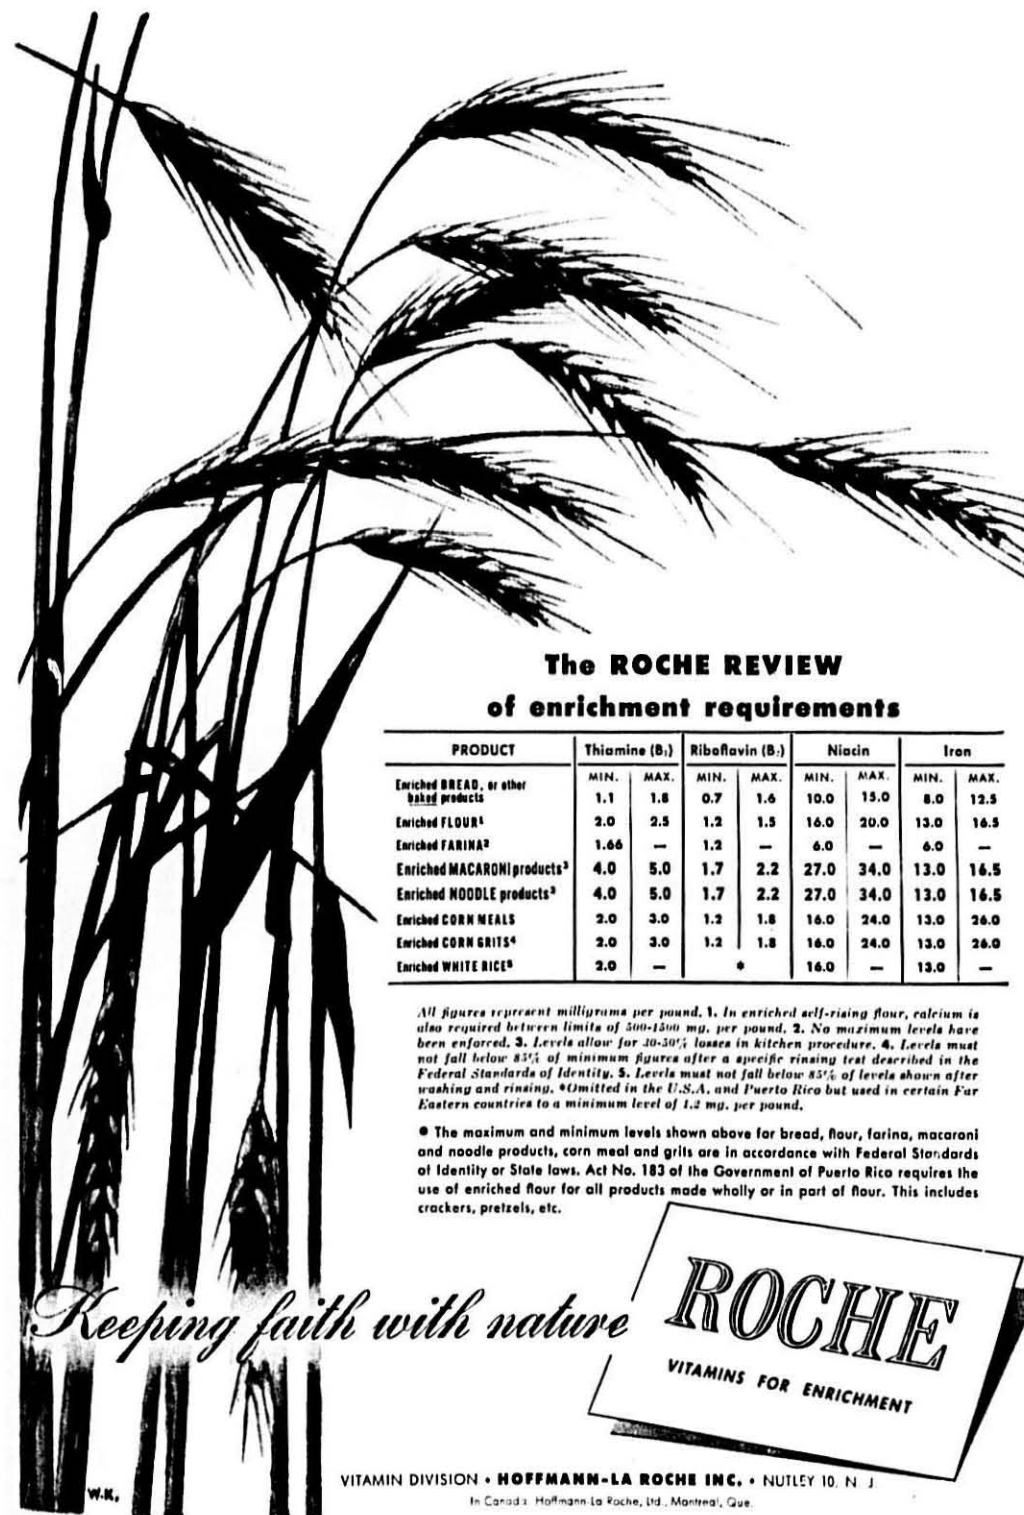 The ROCHE REVIEW
of enrichment requirements
PRODUCT Thiamine (B₁) Riboflavin (B₂) Niacin Iron
MIN. MAX. MIN. MAX. MIN. MAX. MIN. MAX.
Enriched BREAD, or other
baked products 1.1 1.8 0.7 1.6 10.0 15.0 8.0 12.5
Enriched FLOUR¹ 2.0 2.5 1.2 1.5 16.0 20.0 13.0 16.5
Enriched FARINA² 1.66 — 1.2 — 6.0 — 6.0 —
Enriched MACARONI products³ 4.0 5.0 1.7 2.2 27.0 34.0 13.0 16.5
Enriched NOODLE products³ 4.0 5.0 1.7 2.2 27.0 34.0 13.0 16.5
Enriched CORN MEALS 2.0 3.0 1.2 1.8 16.0 24.0 13.0 26.0
Enriched CORN GRITS⁴ 2.0 3.0 1.2 1.8 16.0 24.0 13.0 26.0
Enriched WHITE RICE⁵ 2.0 — * 16.0 — 13.0 —
All figures represent milligrams per pound. 1. In enriched self-rising flour, calcium is
also required between limits of 500-1500 mg. per pound. 2. No maximum levels have
been enforced. 3. Levels allow for 30-50% losses in kitchen procedure. 4. Levels must
not fall below 85% of minimum figures after a specific rinsing test described in the
Federal Standards of Identity. 5. Levels must not fall below 85% of levels shown after
washing and rinsing. *Omitted in the U.S.A. and Puerto Rico but used in certain Far
Eastern countries to a minimum level of 1.2 mg. per pound.
● The maximum and minimum levels shown above for bread, flour, farina, macaroni
and noodle products, corn meal and grits are in accordance with Federal Standards
of Identity or State laws. Act No. 183 of the Government of Puerto Rico requires the
use of enriched flour for all products made wholly or in part of flour. This includes
crackers, pretzels, etc.
Keeping faith with nature
ROCHE
VITAMINS FOR ENRICHMENT
VITAMIN DIVISION • HOFFMANN-LA ROCHE INC. • NUTLEY 10, N. J.
In Canada: Hoffmann-La Roche, Ltd., Montreal, Que.
W.K.